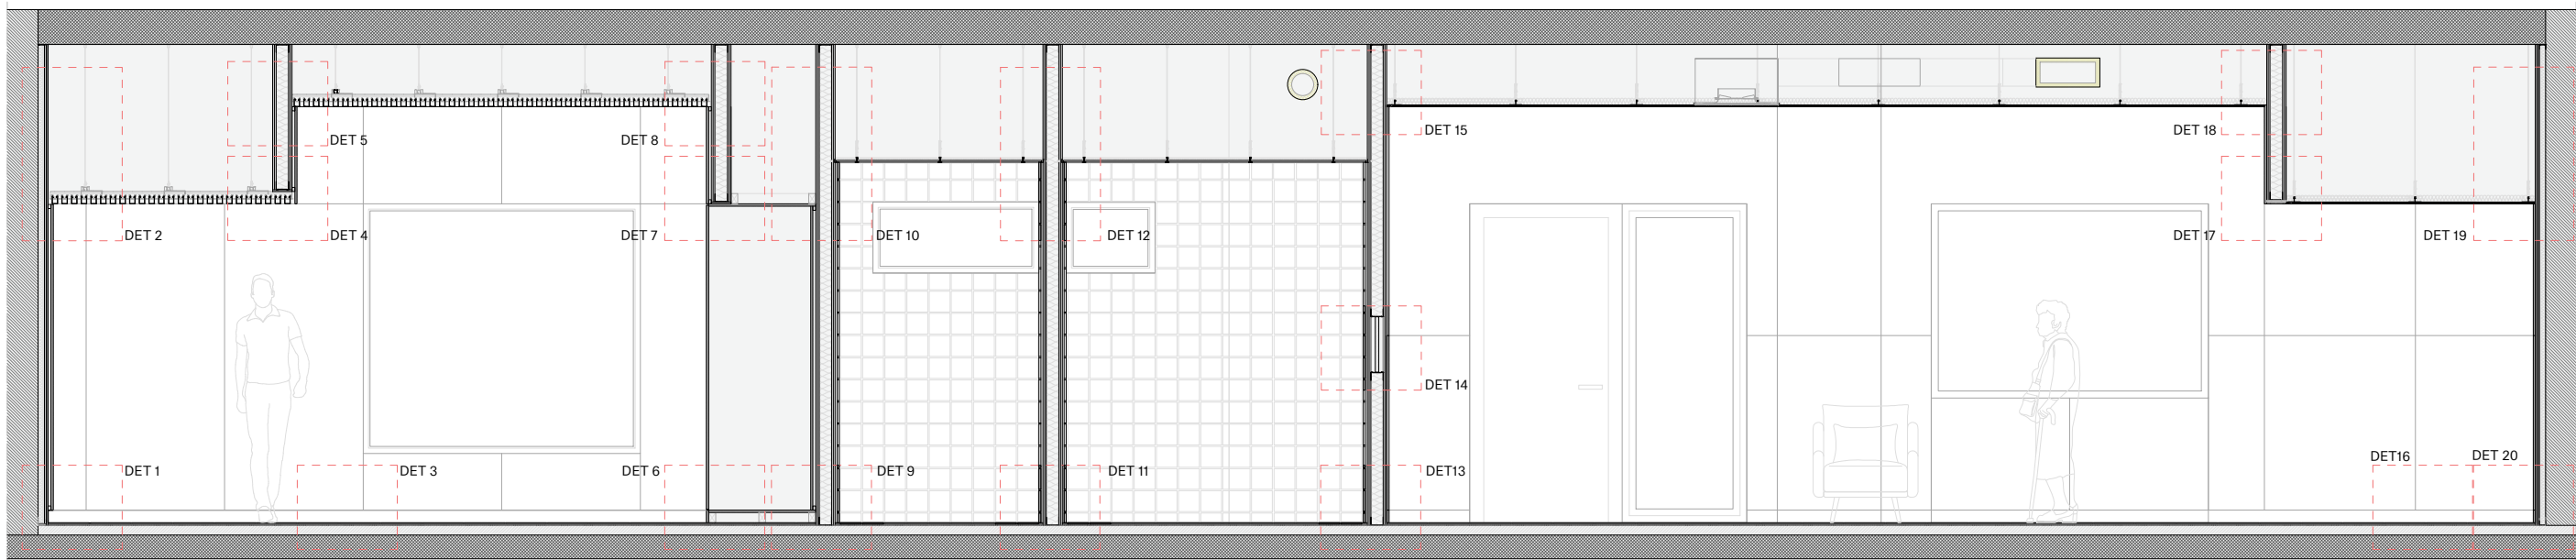 DET 15
DET 18
DET 5
DET 8
DET 2
DET 4
DET 7
DET 10
DET 12
DET 17
DET 19
DET 14
DET16
DET 20
DET 1
DET 3
DET 6
DET 9
DET 11
DET13